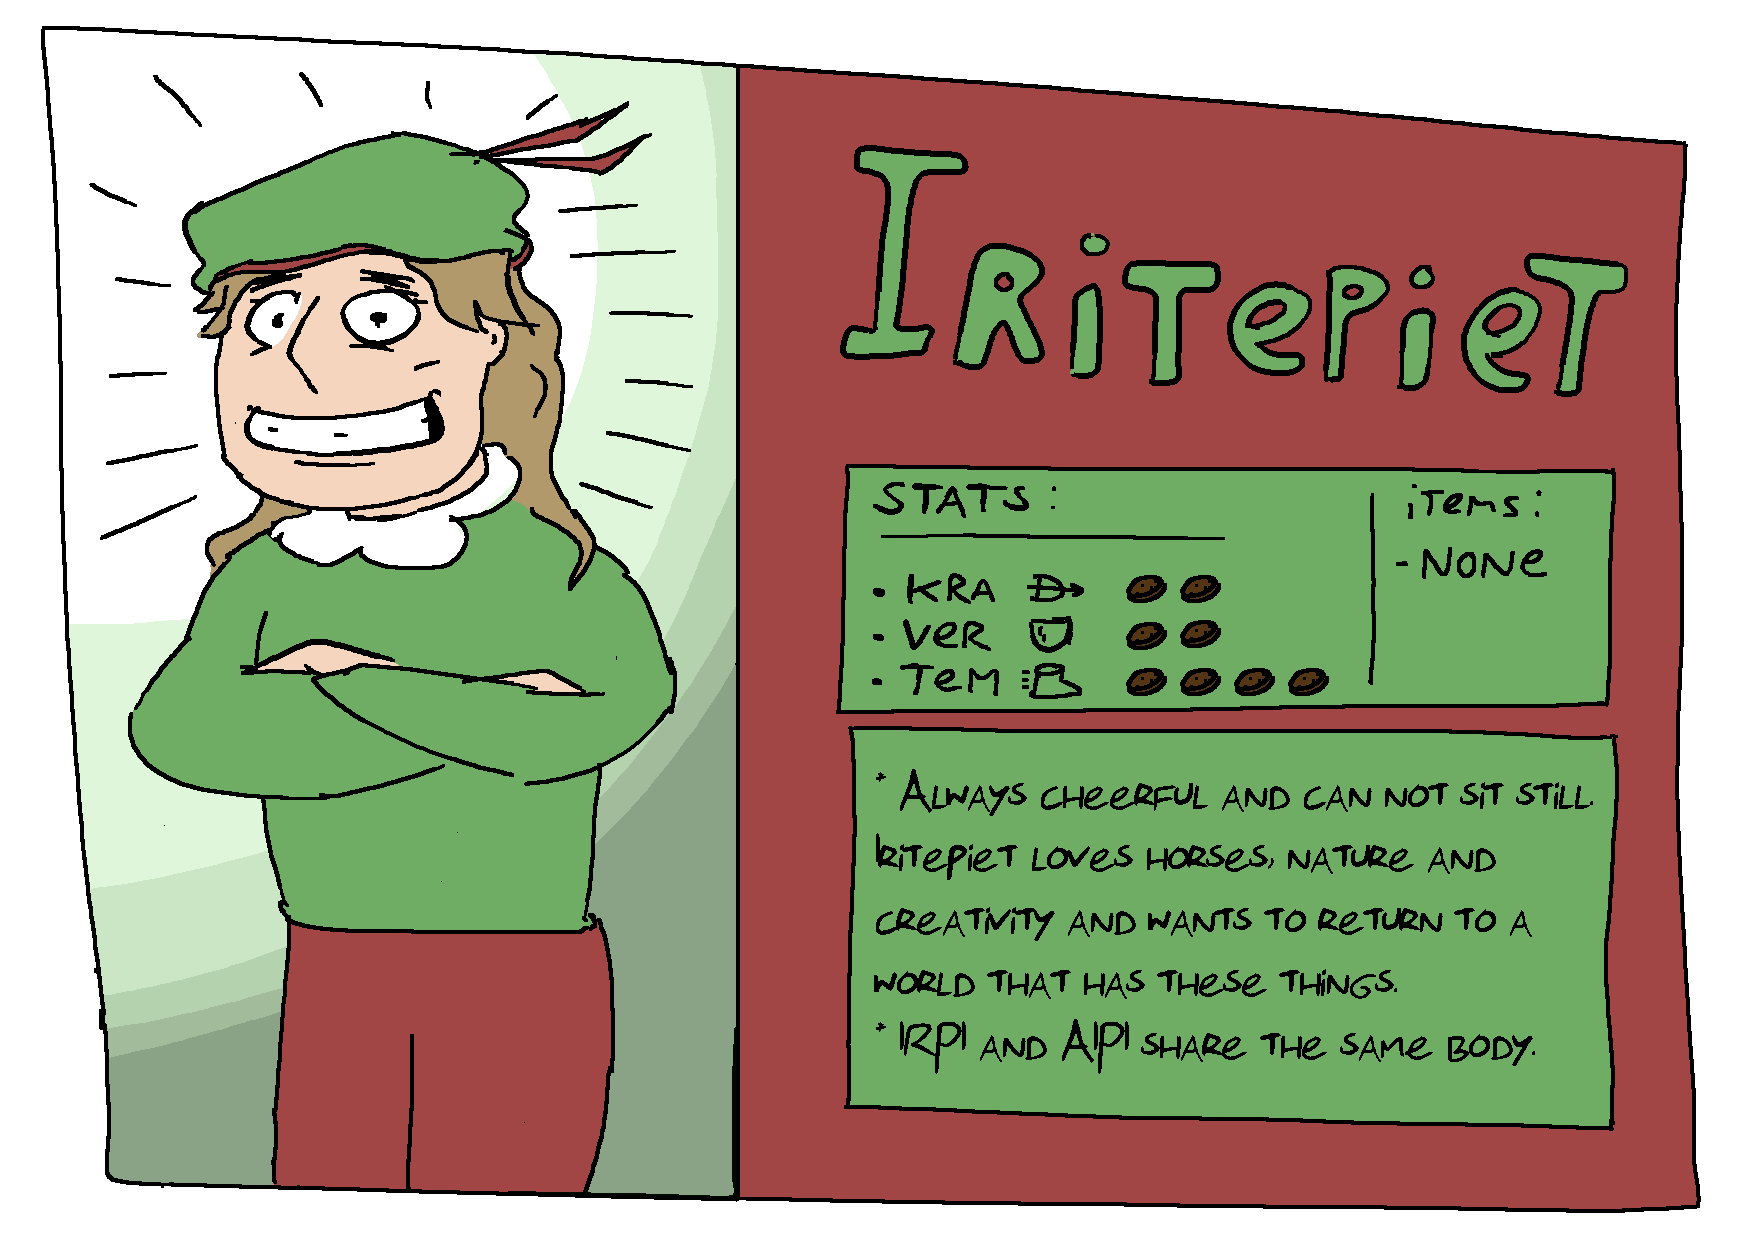 IRiTePieT
STATS :
• KRA
• VeR
• TeM
iTems :
- NONe
* ALWAYS CHeeRFUL AND CAN NOT SiT STiLL.
IRiTePieT LOVeS HORSeS, NATURe AND
CReATiViTY AND WANTS TO ReTURN TO A
WORLD THAT HAS THeSe THiNGS.
* IRPI AND AIPI SHARe THe SAMe BODY.